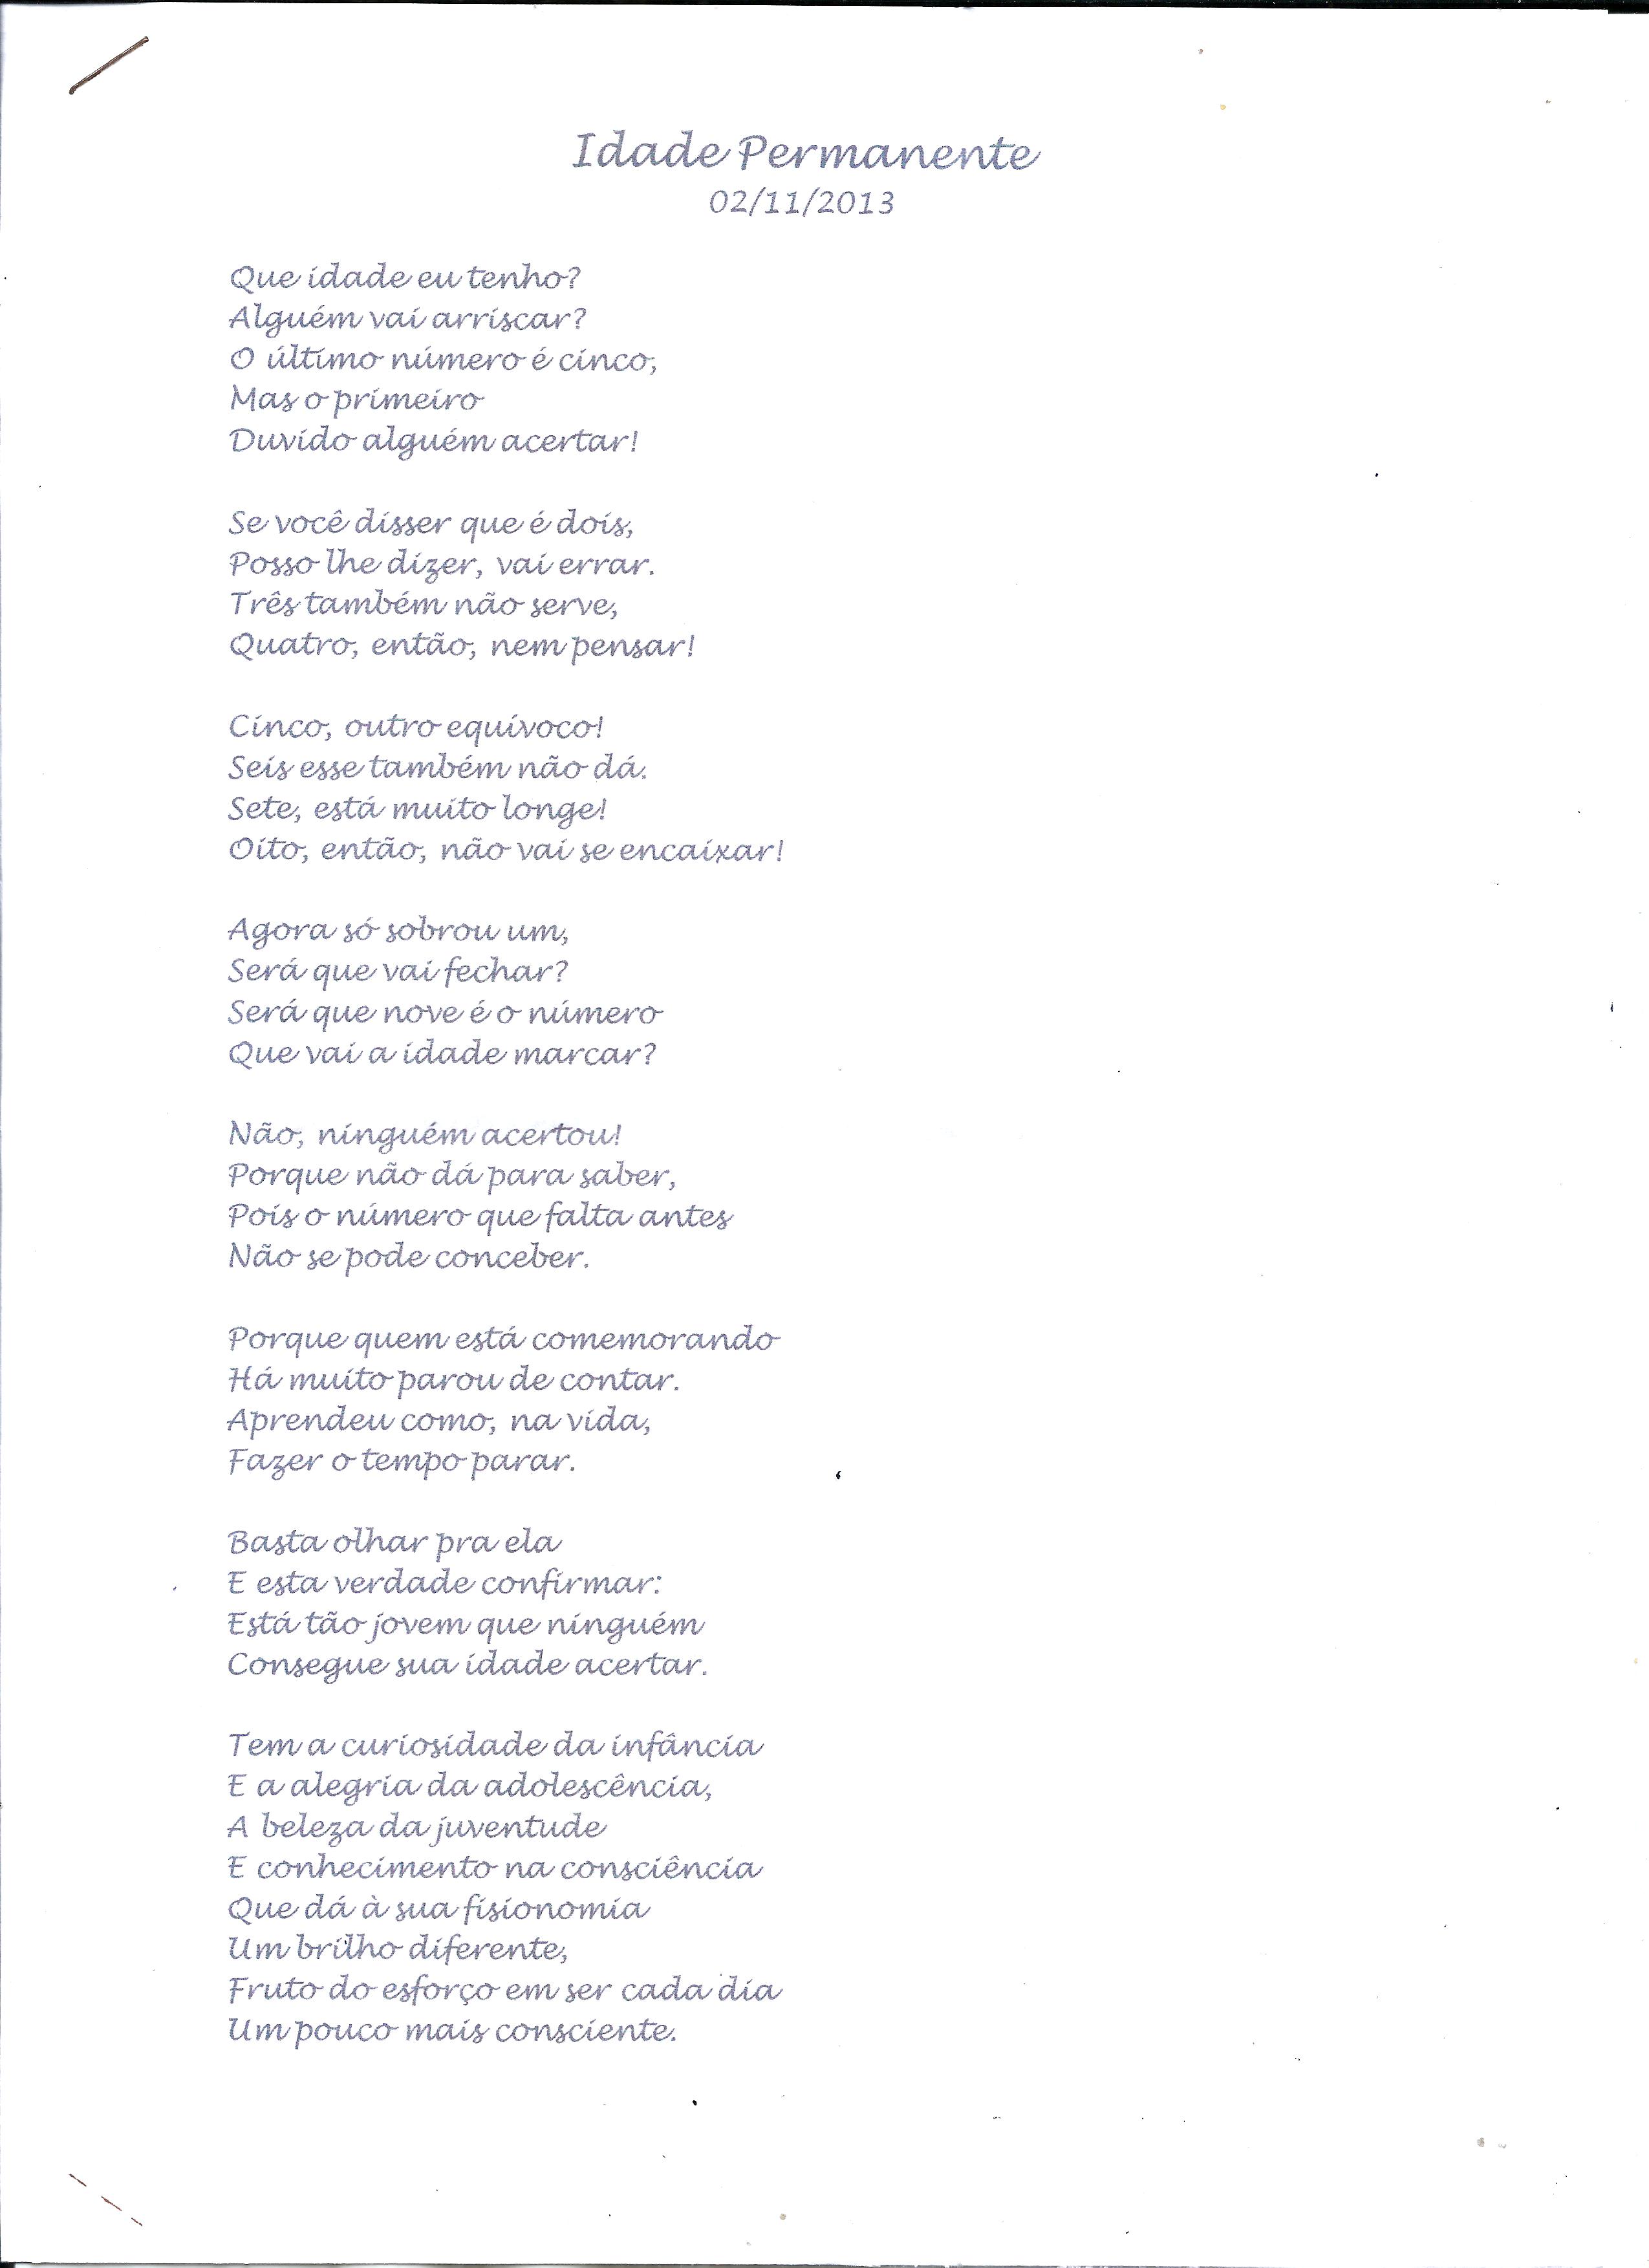 Idade Permanente
02/11/2013
Que idade eu tenho?
Alguém vai arriscar?
O último número é cinco,
Mas o primeiro
Duvido alguém acertar!
Se você disser que é dois,
Posso lhe dizer, vai errar.
Três também não serve,
Quatro, então, nem pensar!
Cinco, outro equívoco!
Seis esse também não dá.
Sete, está muito longe!
Oito, então, não vai se encaixar!
Agora só sobrou um,
Será que vai fechar?
Será que nove é o número
Que vai a idade marcar?
Não, ninguém acertou!
Porque não dá para saber,
Pois o número que falta antes
Não se pode conceber.
Porque quem está comemorando
Há muito parou de contar.
Aprendeu como, na vida,
Fazer o tempo parar.
Basta olhar pra ela
E esta verdade confirmar:
Está tão jovem que ninguém
Consegue sua idade acertar.
Tem a curiosidade da infância
E a alegria da adolescência,
A beleza da juventude
E conhecimento na consciência
Que dá à sua fisionomia
Um brilho diferente,
Fruto do esforço em ser cada dia
Um pouco mais consciente.